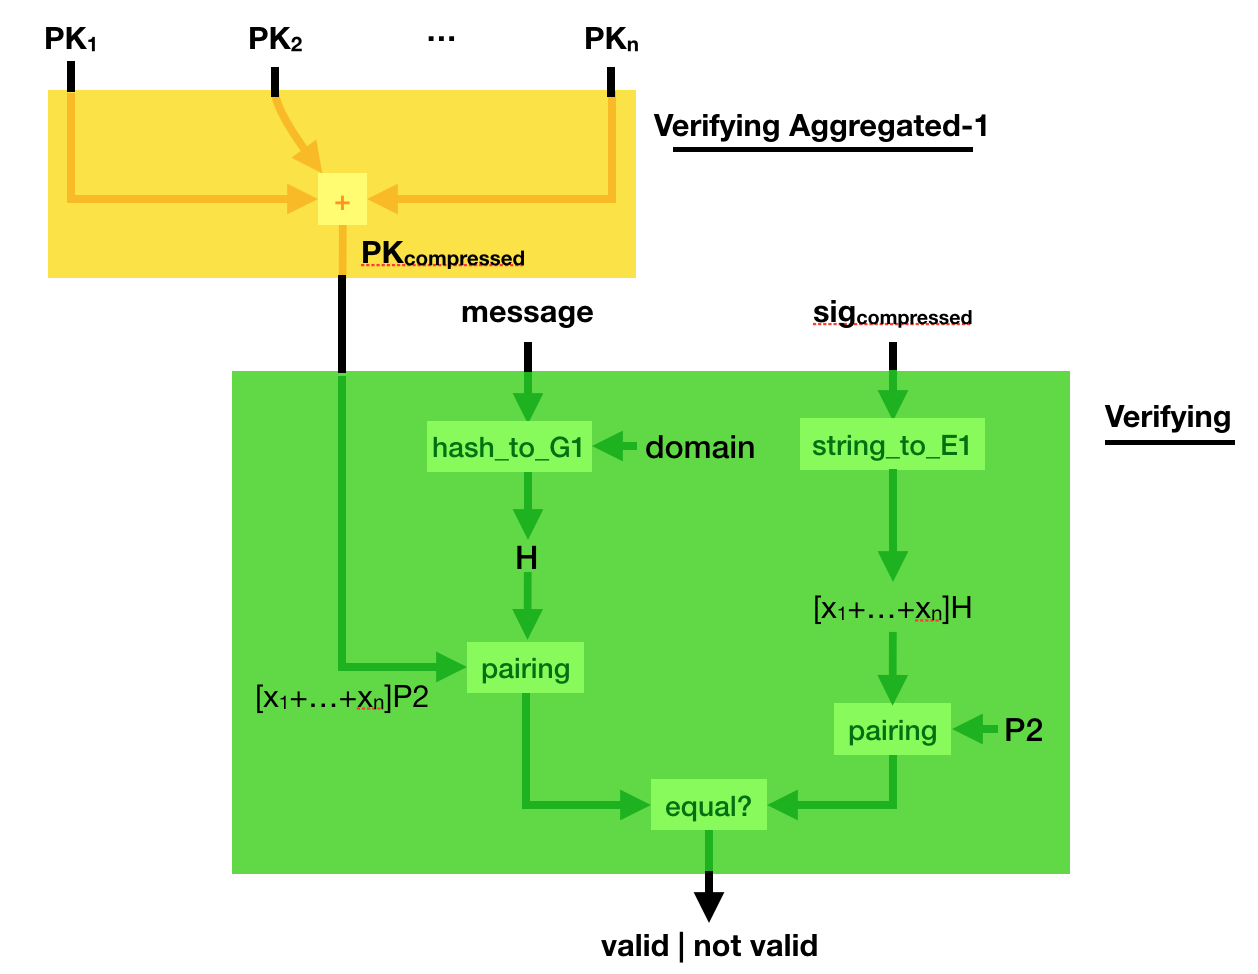 PK₁ PK₂ ... PKₙ
Verifying Aggregated-1
+
PKcompressed
message sigcompressed
Verifying
hash_to_G1 domain string_to_E1
H
[x₁+...+xₙ]H
pairing
[x₁+...+xₙ]P2
pairing P2
equal?
valid | not valid